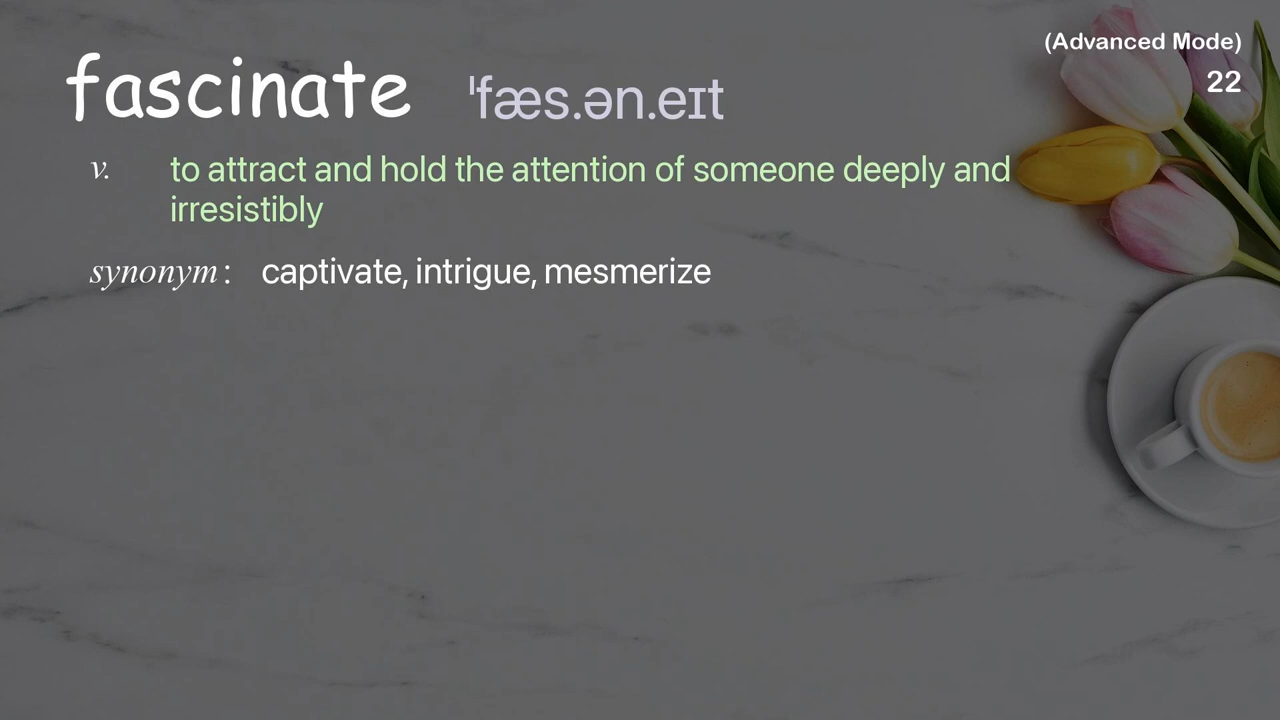 (Advanced Mode)
22
fascinate ˈfæs.ən.eɪt
v. to attract and hold the attention of someone deeply and
irresistibly
synonym : captivate, intrigue, mesmerize